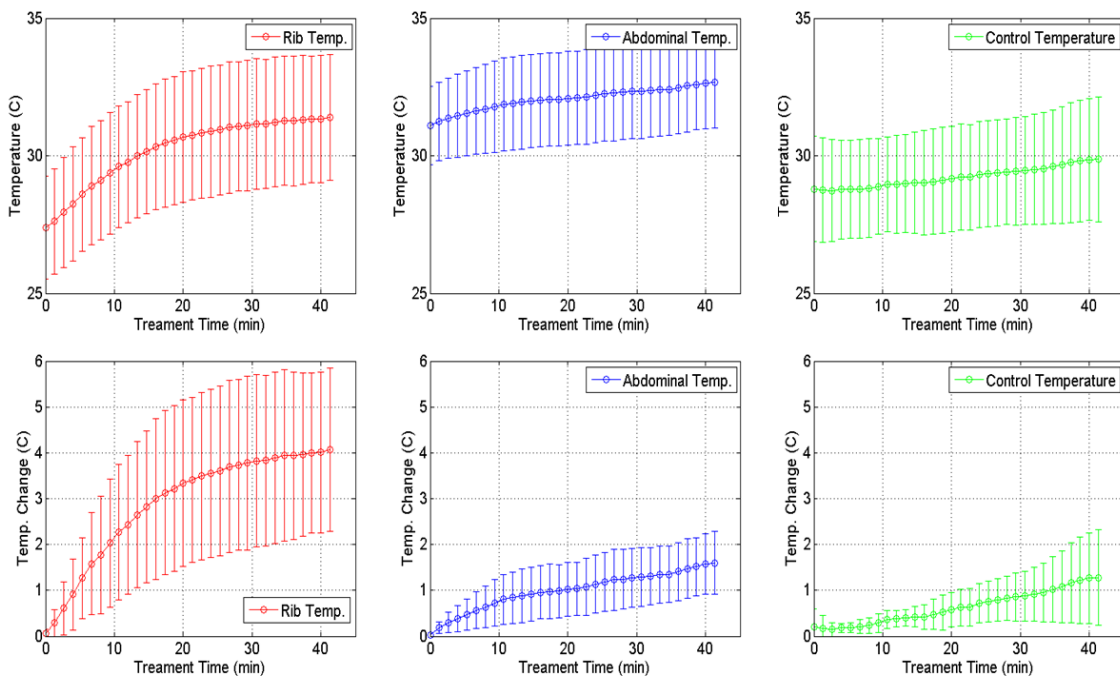 35
30
25
Temperature (C)
Rib Temp.
0 10 20 30 40
Treament Time (min)
35
30
25
Temperature (C)
Abdominal Temp.
0 10 20 30 40
Treament Time (min)
35
30
25
Temperature (C)
Control Temperature
0 10 20 30 40
Treament Time (min)
6
5
4
3
2
1
0
Temp. Change (C)
Rib Temp.
0 10 20 30 40
Treament Time (min)
6
5
4
3
2
1
0
Temp. Change (C)
Abdominal Temp.
0 10 20 30 40
Treament Time (min)
6
5
4
3
2
1
0
Temp. Change (C)
Control Temperature
0 10 20 30 40
Treament Time (min)